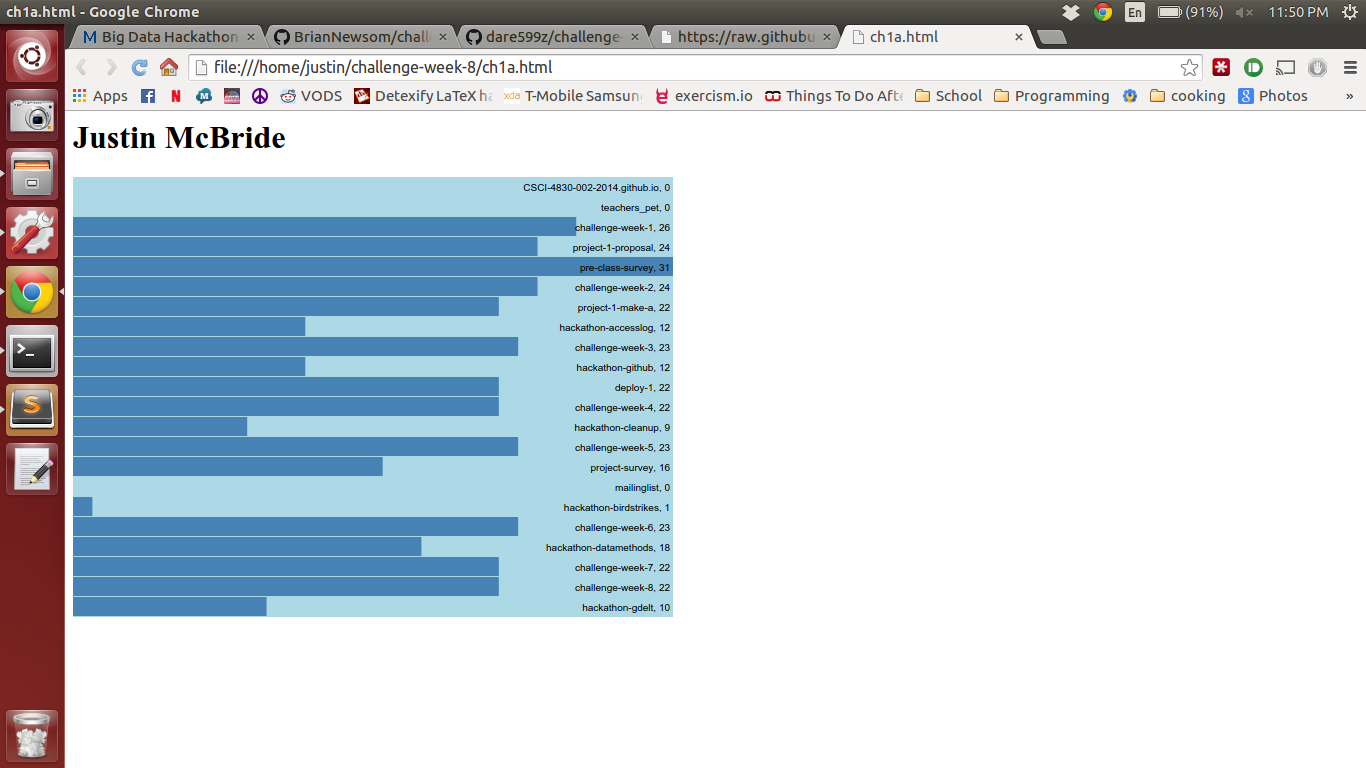 ch1a.html - Google Chrome
En (91%) 11:50 PM
Big Data Hackathon
BrianNewsom/chall
dare599z/challenge-
https://raw.githubu
ch1a.html
file:///home/justin/challenge-week-8/ch1a.html
Apps VODS Detexify LaTeX ha T-Mobile Samsun exercism.io Things To Do Afte School Programming cooking Photos »
Justin McBride
CSCI-4830-002-2014.github.io, 0
teachers_pet, 0
challenge-week-1, 26
project-1-proposal, 24
pre-class-survey, 31
challenge-week-2, 24
project-1-make-a, 22
hackathon-accesslog, 12
challenge-week-3, 23
hackathon-github, 12
deploy-1, 22
challenge-week-4, 22
hackathon-cleanup, 9
challenge-week-5, 23
project-survey, 16
mailinglist, 0
hackathon-birdstrikes, 1
challenge-week-6, 23
hackathon-datamethods, 18
challenge-week-7, 22
challenge-week-8, 22
hackathon-gdelt, 10